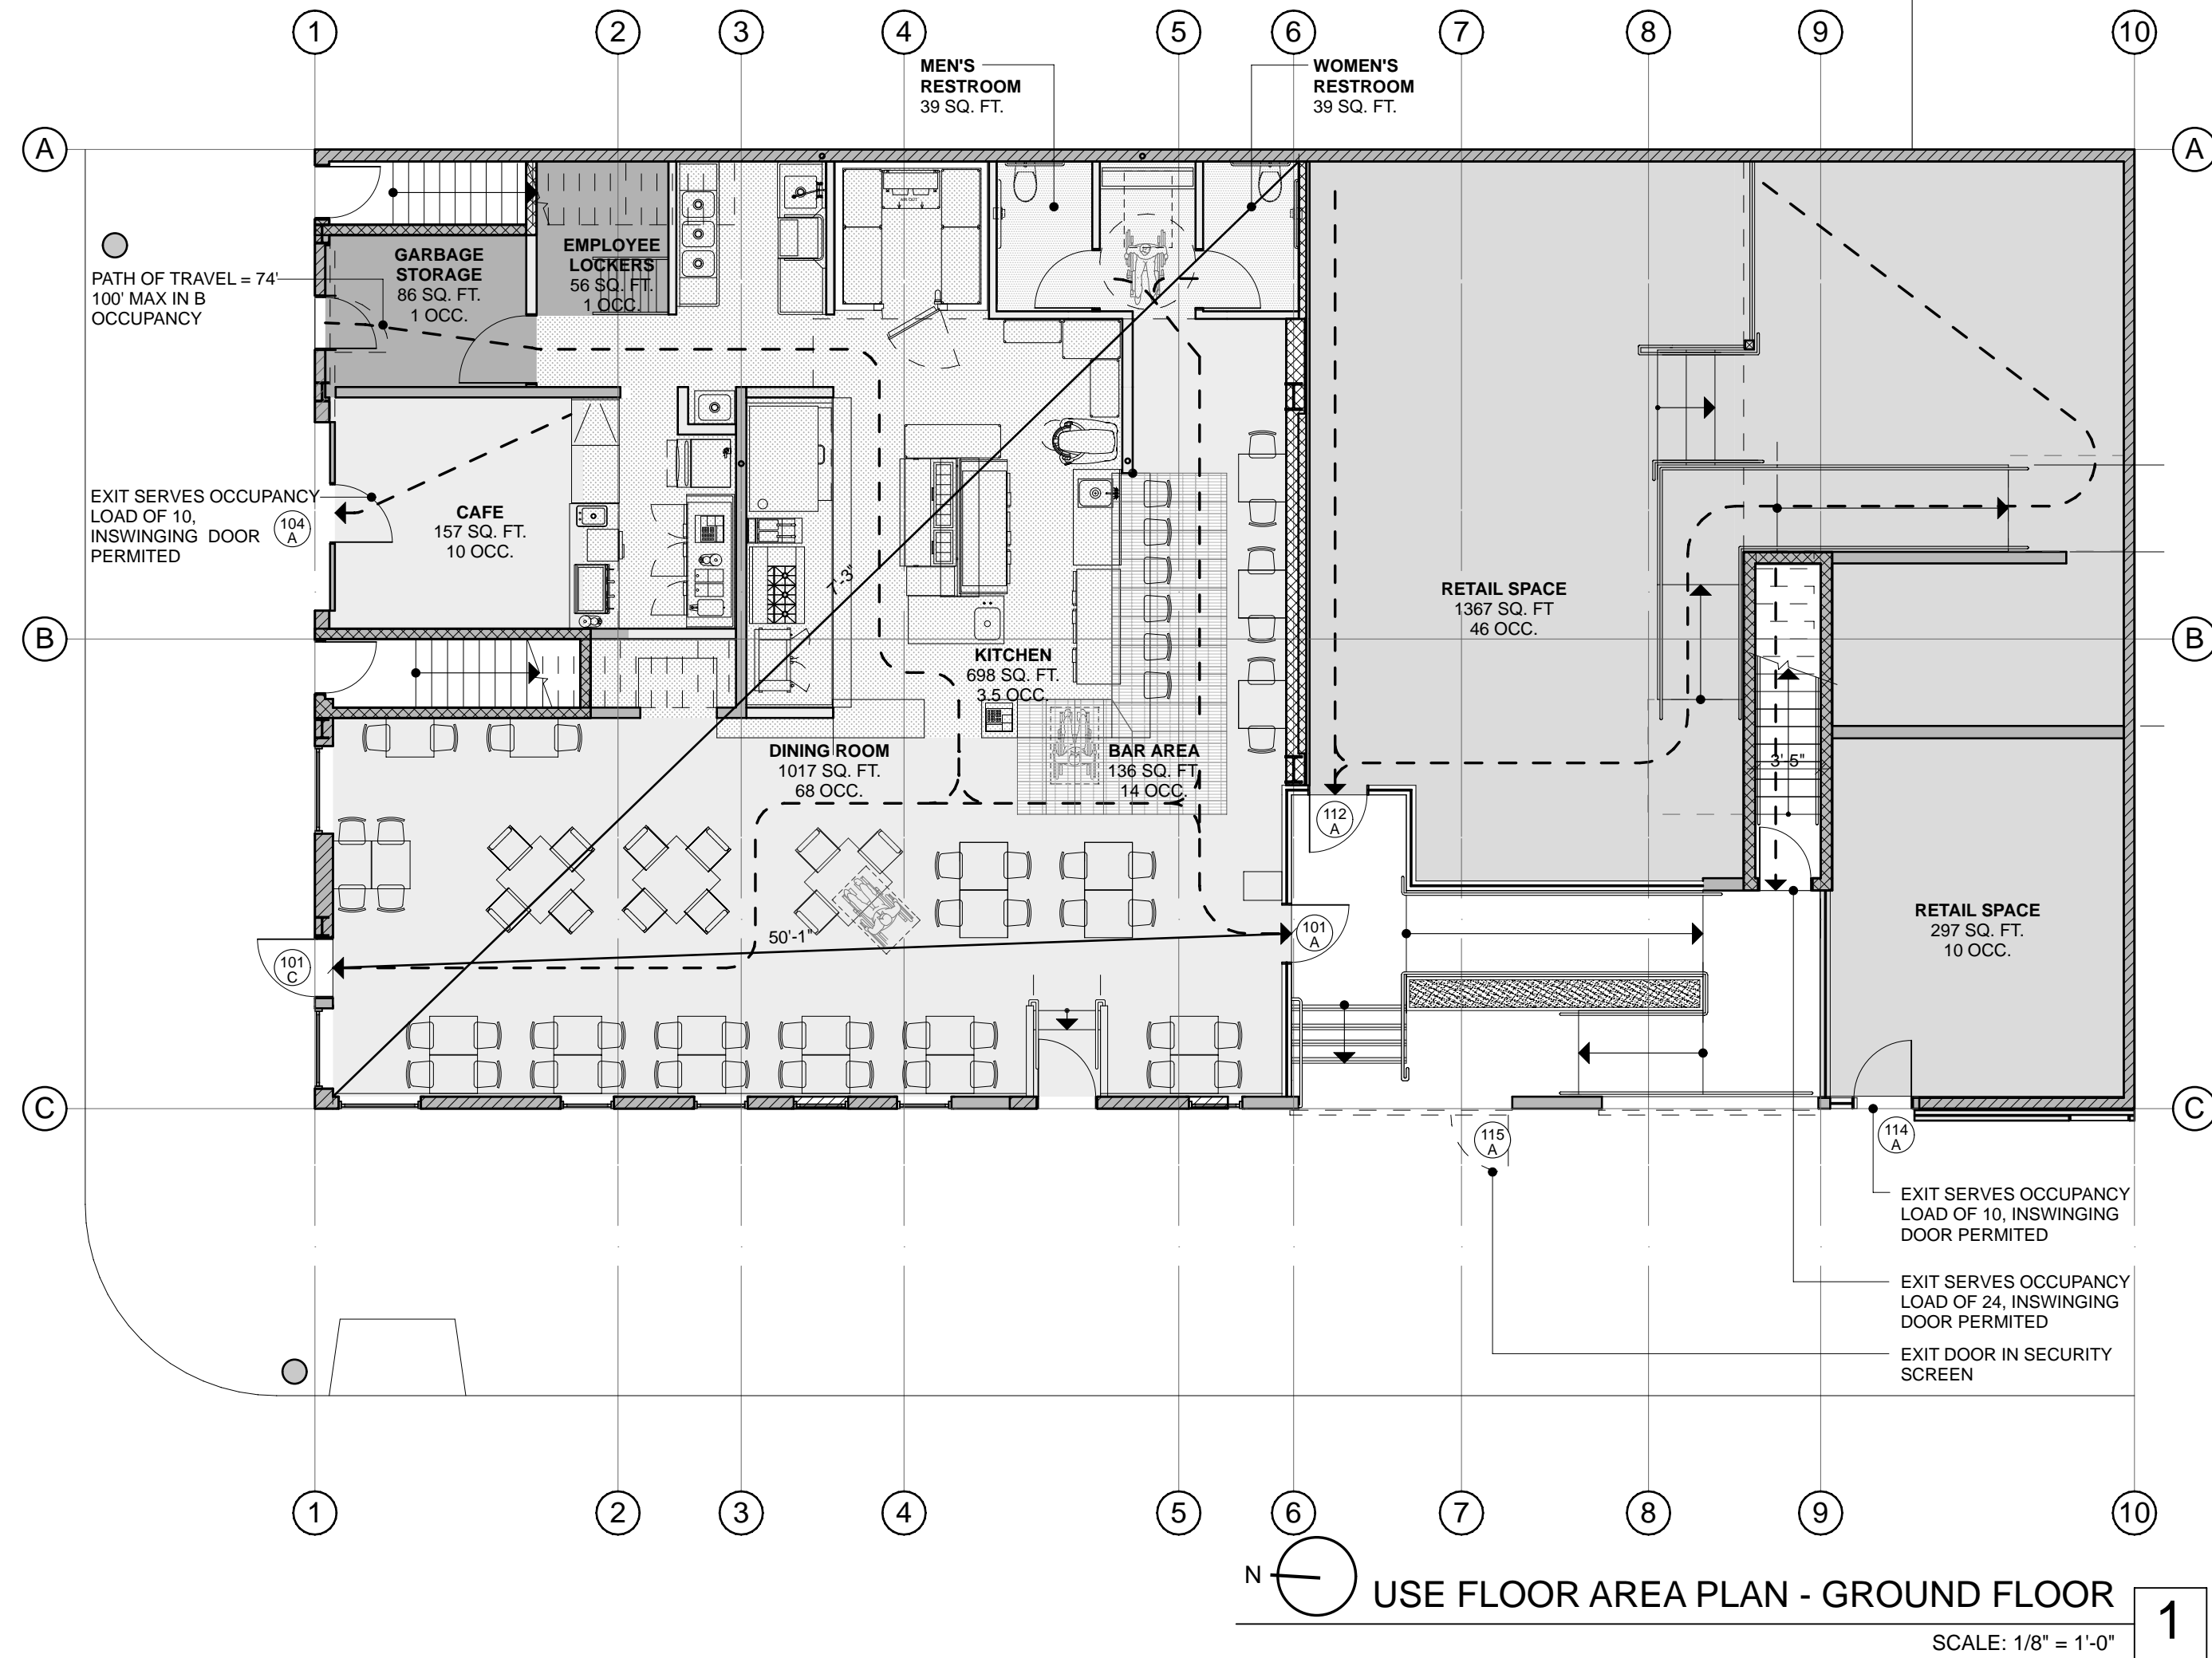 1 2 3 4 5 6 7 8 9 10
MEN'S
RESTROOM
39 SQ. FT.
WOMEN'S
RESTROOM
39 SQ. FT.
A A
GARBAGE
STORAGE
86 SQ. FT.
1 OCC.
EMPLOYEE
LOCKERS
56 SQ. FT.
1 OCC.
AIR OUT
PATH OF TRAVEL = 74'
100' MAX IN B
OCCUPANCY
EXIT SERVES OCCUPANCY
LOAD OF 10,
INSWINGING DOOR
PERMITED
104
A
CAFE
157 SQ. FT.
10 OCC.
7'-3"
RETAIL SPACE
1367 SQ. FT
46 OCC.
B B
KITCHEN
698 SQ. FT.
3.5 OCC.
DINING ROOM
1017 SQ. FT.
68 OCC.
BAR AREA
136 SQ. FT.
14 OCC.
3'-5"
112
A
101
C
50'-1"
101
A
RETAIL SPACE
297 SQ. FT.
10 OCC.
C C
115
A
114
A
EXIT SERVES OCCUPANCY
LOAD OF 10, INSWINGING
DOOR PERMITED
EXIT SERVES OCCUPANCY
LOAD OF 24, INSWINGING
DOOR PERMITED
EXIT DOOR IN SECURITY
SCREEN
1 2 3 4 5 6 7 8 9 10
N
USE FLOOR AREA PLAN - GROUND FLOOR
1
SCALE: 1/8" = 1'-0"